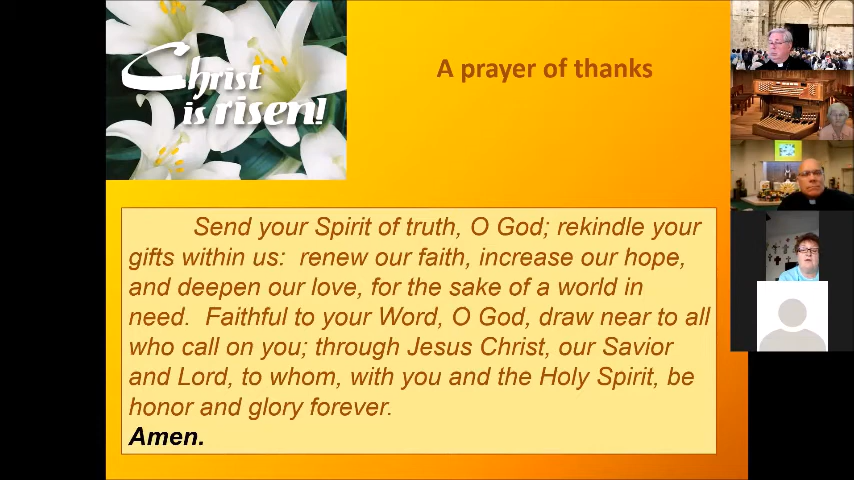 Christ
is risen!
A prayer of thanks
Send your Spirit of truth, O God; rekindle your
gifts within us:  renew our faith, increase our hope,
and deepen our love, for the sake of a world in
need.  Faithful to your Word, O God, draw near to all
who call on you; through Jesus Christ, our Savior
and Lord, to whom, with you and the Holy Spirit, be
honor and glory forever.
Amen.